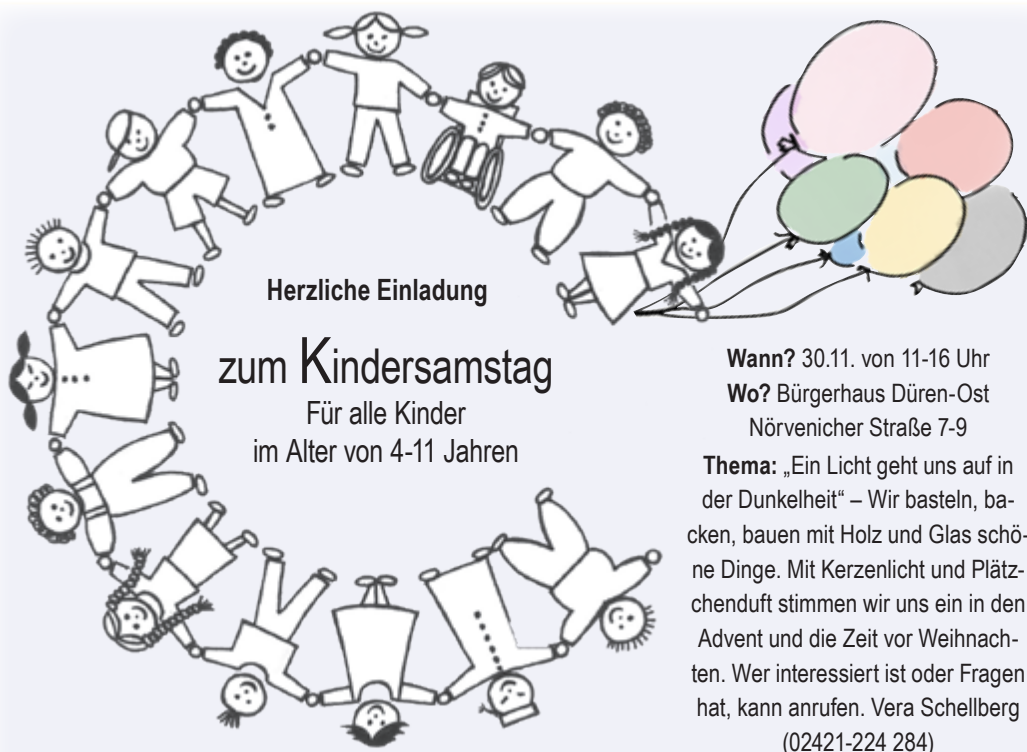 Herzliche Einladung
zum Kindersamstag
Für alle Kinder
im Alter von 4-11 Jahren
Wann? 30.11. von 11-16 Uhr
Wo? Bürgerhaus Düren-Ost
Nörvenicher Straße 7-9
Thema: „Ein Licht geht uns auf in
der Dunkelheit“ – Wir basteln, ba-
cken, bauen mit Holz und Glas schö-
ne Dinge. Mit Kerzenlicht und Plätz-
chenduft stimmen wir uns ein in den
Advent und die Zeit vor Weihnach-
ten. Wer interessiert ist oder Fragen
hat, kann anrufen. Vera Schellberg
(02421-224 284)